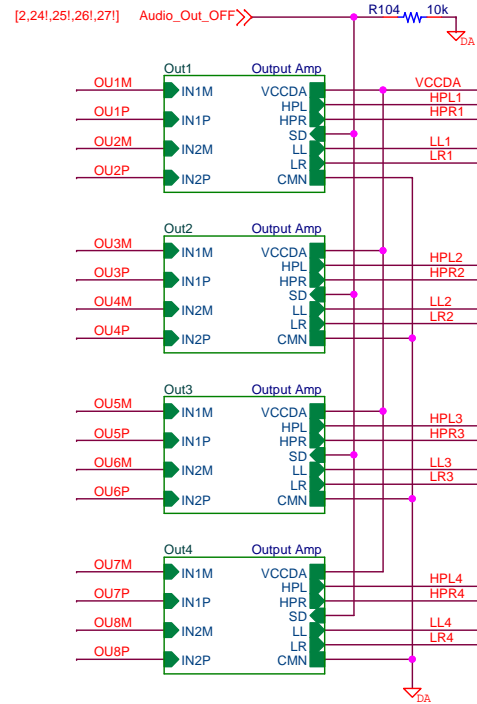 [2,24!,25!,26!,27!] Audio_Out_OFF R104 10k
DA
Out1 Output Amp
OU1M IN1M VCCDA VCCDA
HPL HPL1
OU1P IN1P HPR HPR1
SD
OU2M IN2M LL LL1
LR LR1
OU2P IN2P CMN
Out2 Output Amp
OU3M IN1M VCCDA
HPL HPL2
OU3P IN1P HPR HPR2
SD
OU4M IN2M LL LL2
LR LR2
OU4P IN2P CMN
Out3 Output Amp
OU5M IN1M VCCDA
HPL HPL3
OU5P IN1P HPR HPR3
SD
OU6M IN2M LL LL3
LR LR3
OU6P IN2P CMN
Out4 Output Amp
OU7M IN1M VCCDA
HPL HPL4
OU7P IN1P HPR HPR4
SD
OU8M IN2M LL LL4
LR LR4
OU8P IN2P CMN
DA